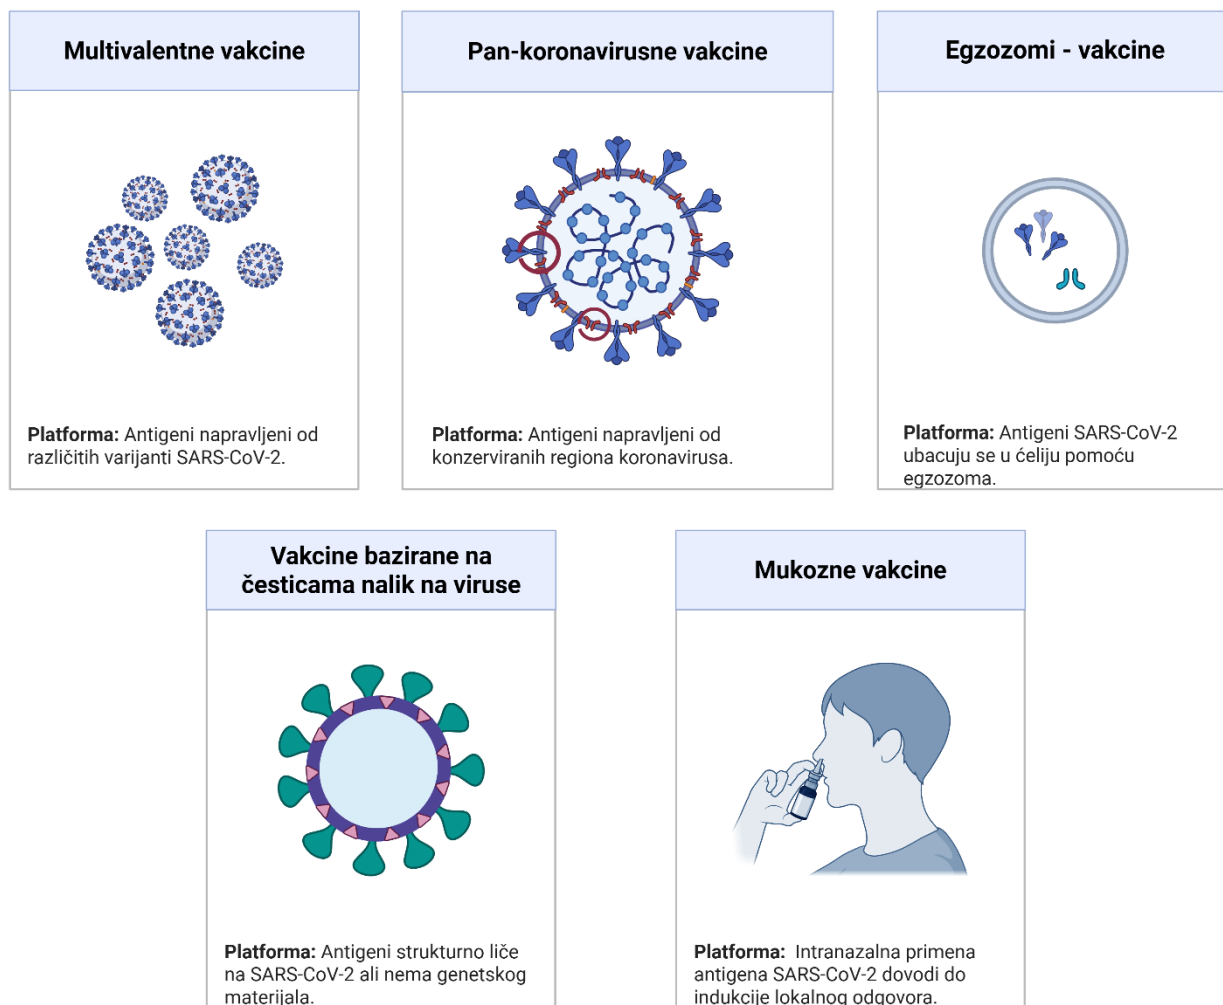 Multivalentne vakcine
Platforma: Antigeni napravljeni od
različitih varijanti SARS-CoV-2.
Pan-koronavirusne vakcine
Platforma: Antigeni napravljeni od
konzerviranih regiona koronavirusa.
Egzozomi - vakcine
Platforma: Antigeni SARS-CoV-2
ubacuju se u ćeliju pomoću
egzozoma.
Vakcine bazirane na
česticama nalik na viruse
Platforma: Antigeni strukturno liče
na SARS-CoV-2 ali nema genetskog
materijala.
Mukozne vakcine
Platforma: Intranazalna primena
antigena SARS-CoV-2 dovodi do
indukcije lokalnog odgovora.